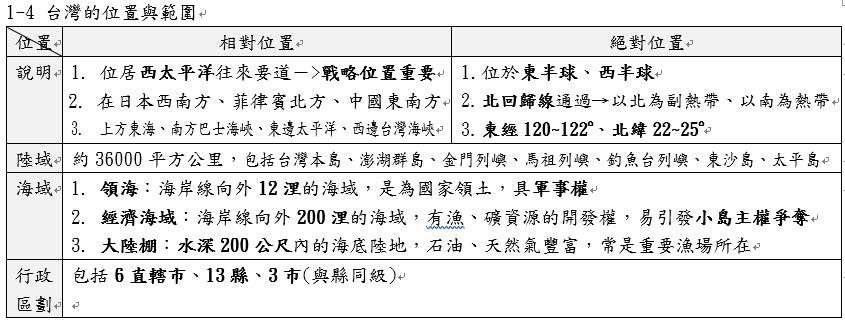 1-4 台灣的位置與範圍
位置 相對位置 絕對位置
說明 1. 位居西太平洋往來要道－>戰略位置重要 1.位於東半球、西半球
2. 在日本西南方、菲律賓北方、中國東南方 2.北回歸線通過→以北為副熱帶、以南為熱帶
3. 上方東海、南方巴士海峽、東邊太平洋、西邊台灣海峽 3.東經 120~122°、北緯 22~25°
陸域 約 36000 平方公里，包括台灣本島、澎湖群島、金門列嶼、馬祖列嶼、釣魚台列嶼、東沙島、太平島
海域 1. 領海：海岸線向外 12 浬的海域，是為國家領土，具軍事權
2. 經濟海域：海岸線向外 200 浬的海域，有漁、礦資源的開發權，易引發小島主權爭奪
3. 大陸棚：水深 200 公尺內的海底陸地，石油、天然氣豐富，常是重要漁場所在
行政 包括 6 直轄市、13 縣、3 市(與縣同級)
區劃